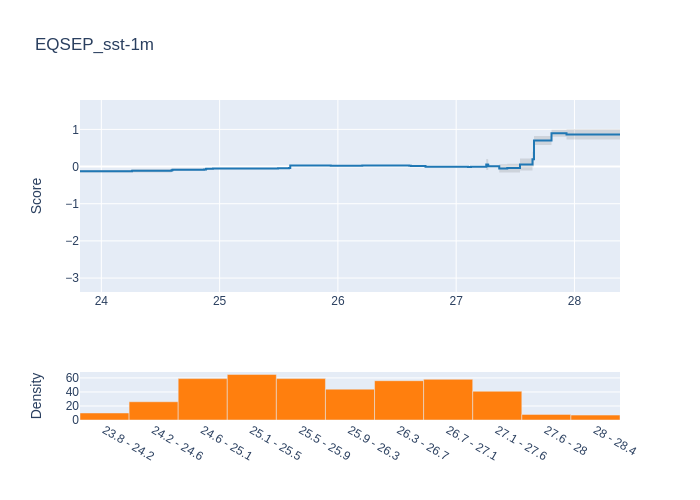 EQSEP_sst-1m
Score
1
0
−1
−2
−3
24 25 26 27 28
Density
60
40
20
0
23.8 - 24.2
24.2 - 24.6
24.6 - 25.1
25.1 - 25.5
25.5 - 25.9
25.9 - 26.3
26.3 - 26.7
26.7 - 27.1
27.1 - 27.6
27.6 - 28
28 - 28.4